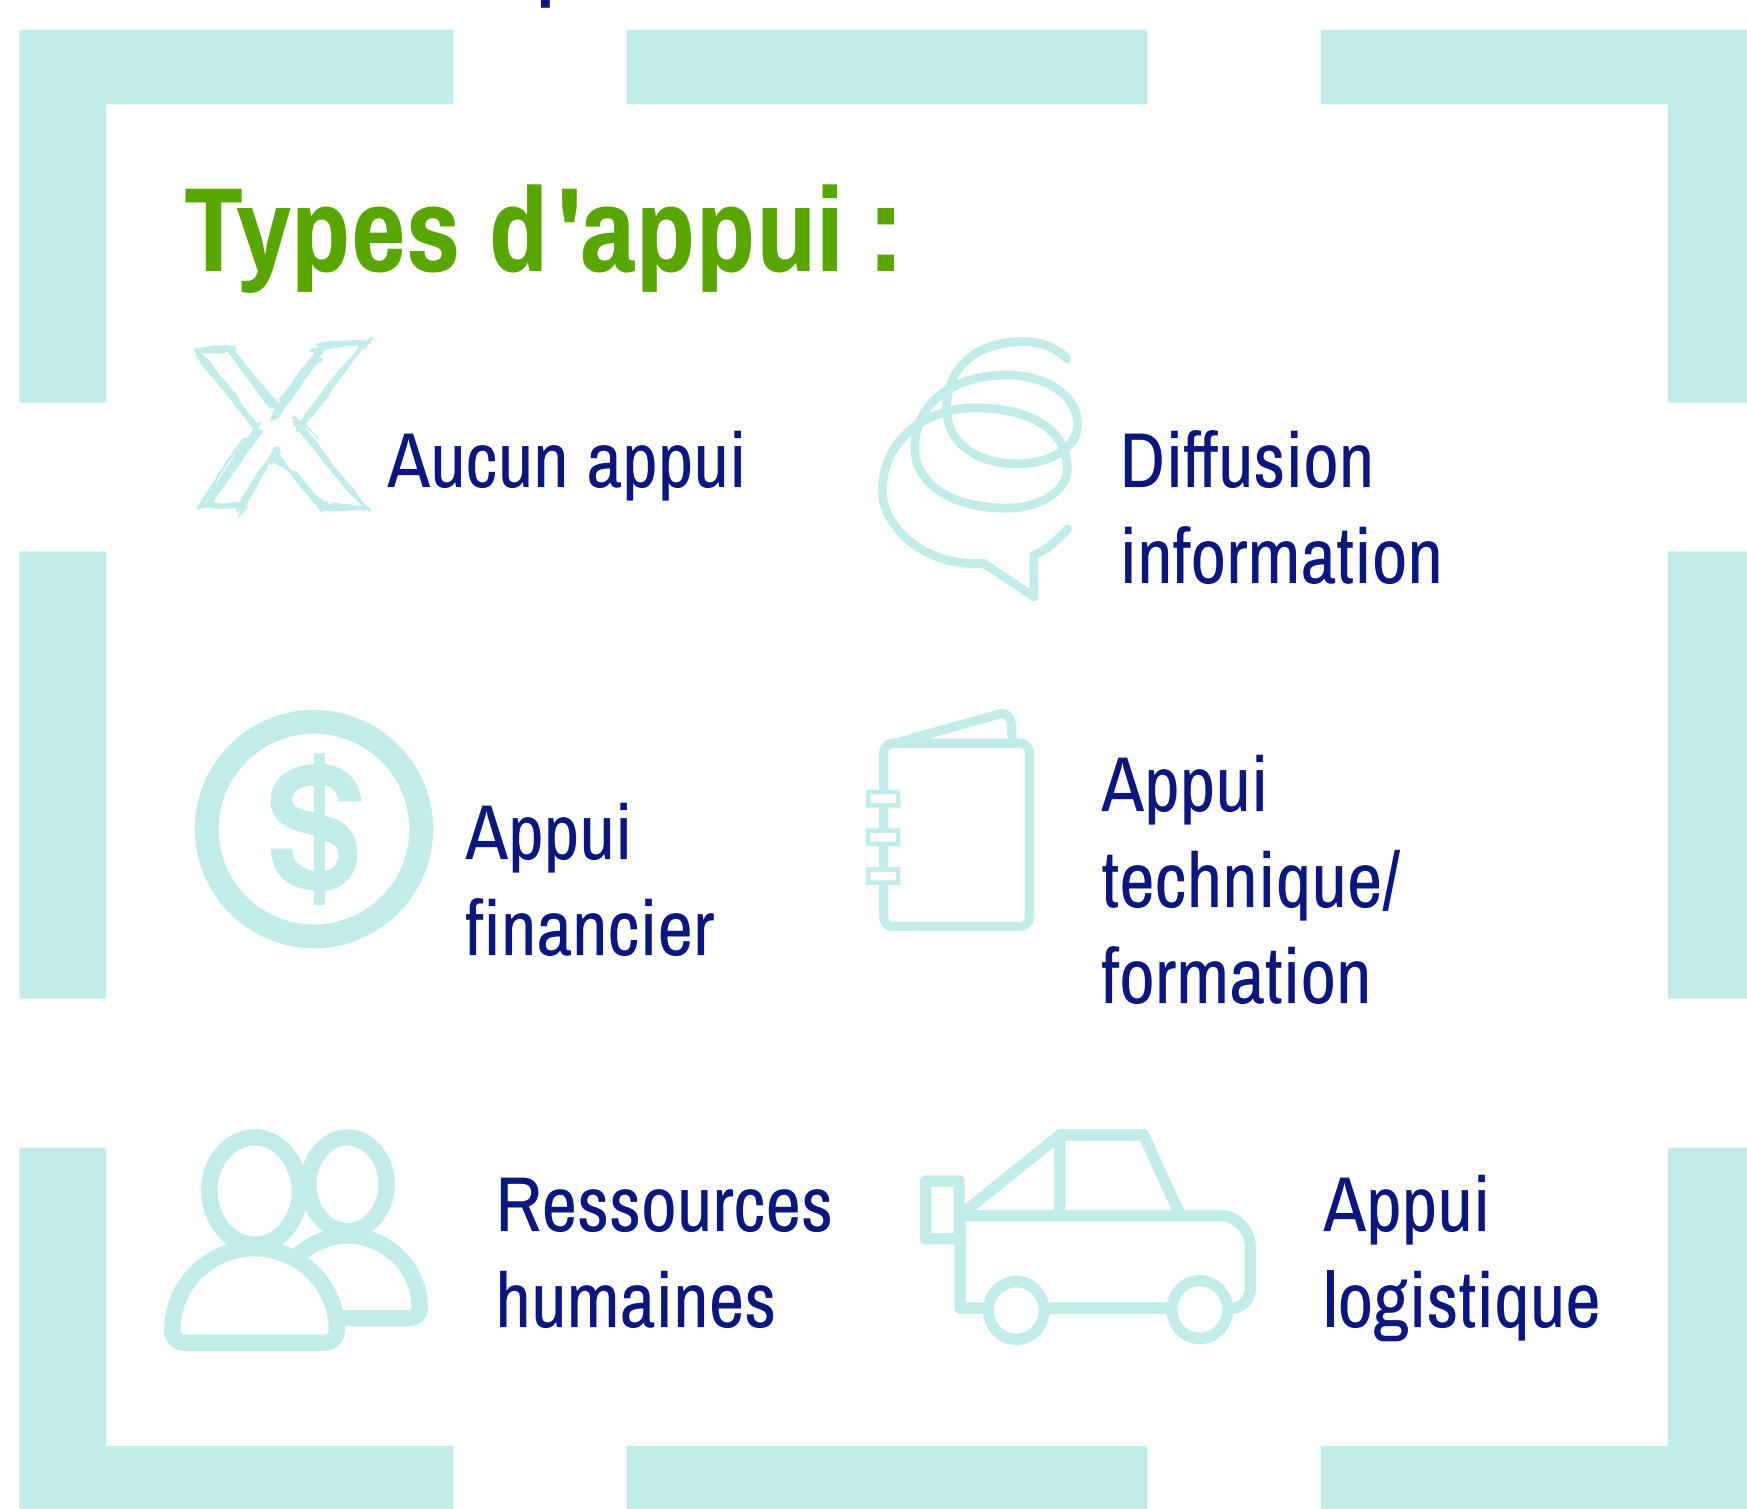 Types d'appui :
Aucun appui
Diffusion
information
$
Appui
financier
Appui
technique/
formation
Ressources
humaines
Appui
logistique